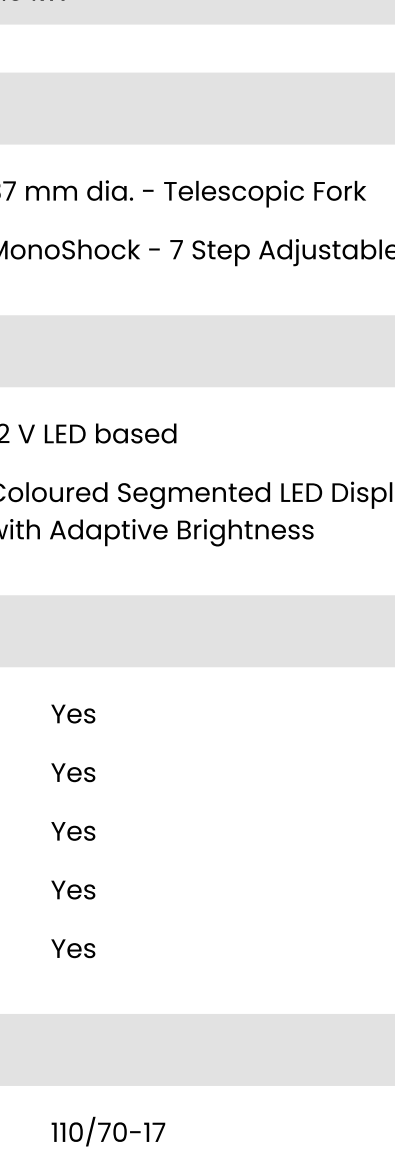 7 mm dia. - Telescopic Fork
MonoShock - 7 Step Adjustable
2 V LED based
Coloured Segmented LED Displ
with Adaptive Brightness
Yes
Yes
Yes
Yes
Yes
110/70-17